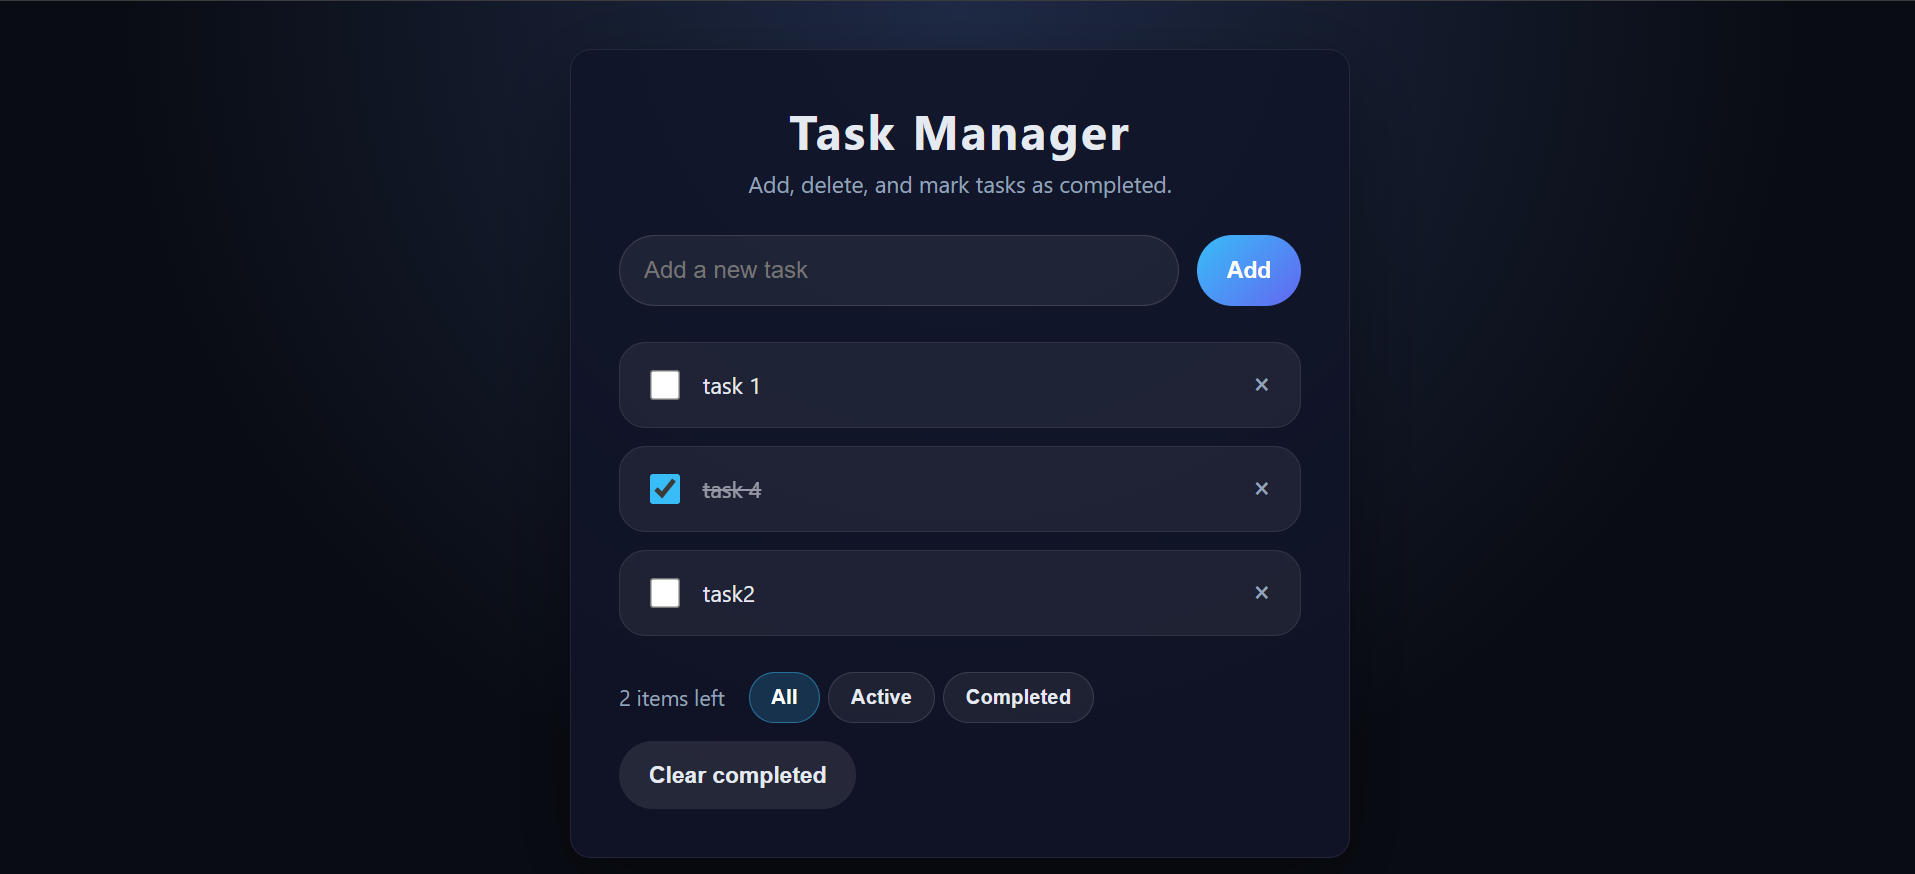 Task Manager
Add, delete, and mark tasks as completed.
Add a new task Add
task 1 ×
task 4 ×
task2 ×
2 items left All Active Completed
Clear completed